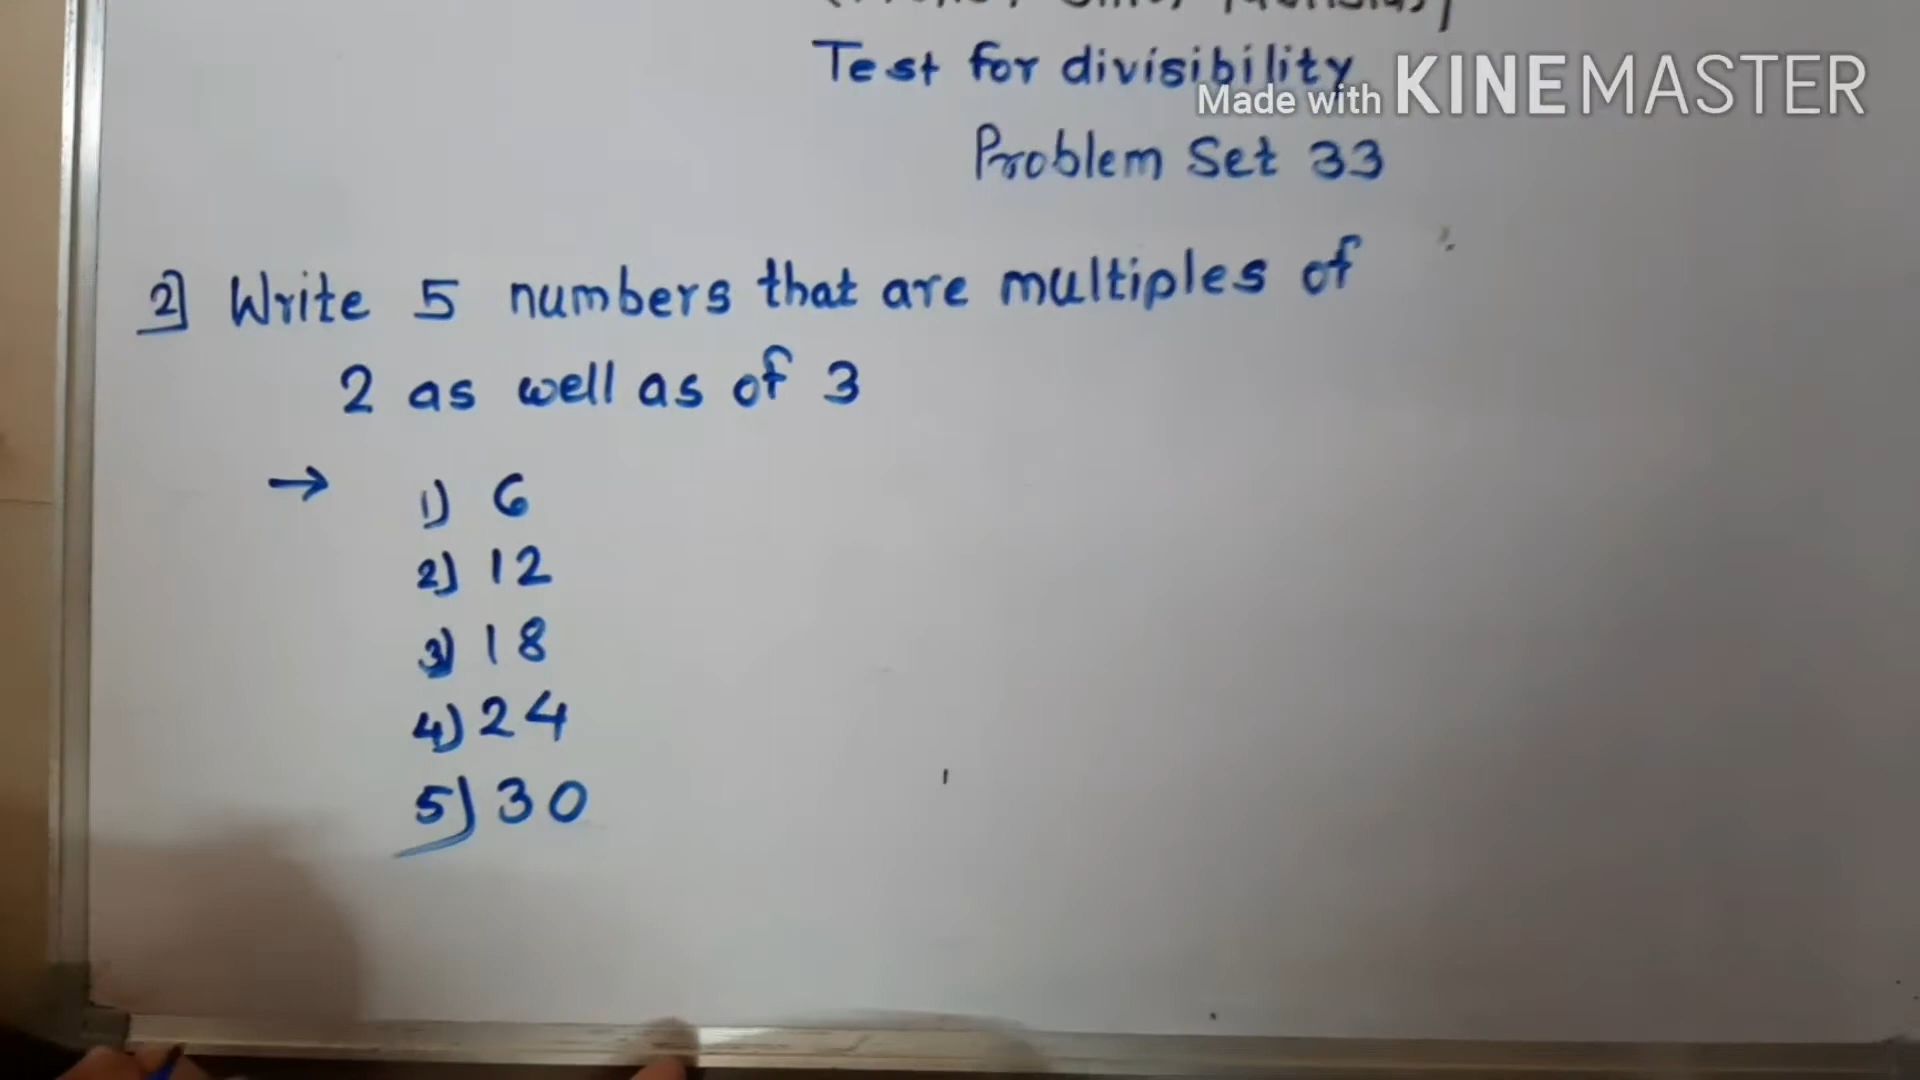 Test for divisibility
Made with KINEMASTER
Problem Set 33
2] Write 5 numbers that are multiples of
2 as well as of 3
→ 1) 6
2) 12
3) 18
4) 24
5) 30